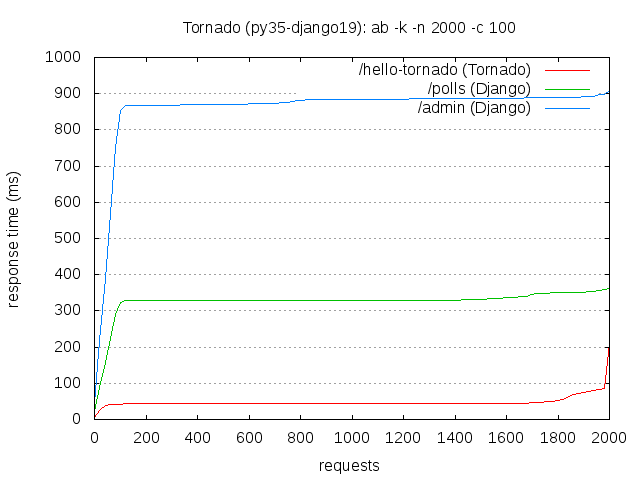 Tornado (py35-django19): ab -k -n 2000 -c 100
1000
900
800
700
600
500
400
300
200
100
0
response time (ms)
/hello-tornado (Tornado)
/polls (Django)
/admin (Django)
0 200 400 600 800 1000 1200 1400 1600 1800 2000
requests